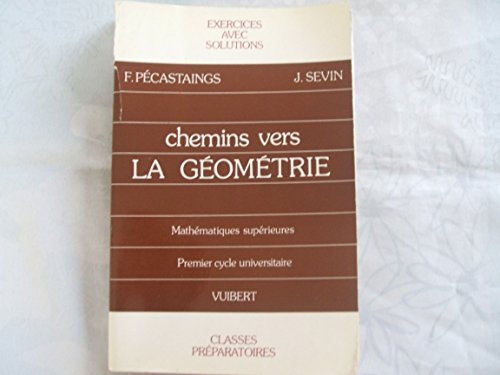 EXERCICES
AVEC
SOLUTIONS
F. PÉCASTAINGS J. SEVIN
chemins vers
LA GÉOMÉTRIE
Mathématiques supérieures
Premier cycle universitaire
VUIBERT
CLASSES
PRÉPARATOIRES